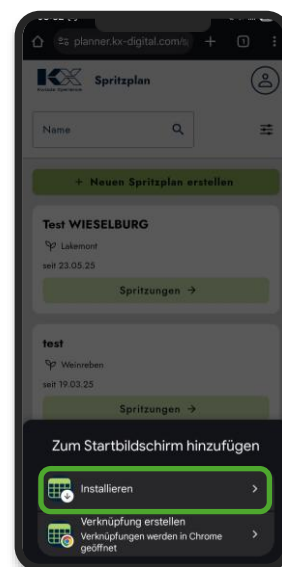 planner.kx-digital.com/s
KX
Spritzplan
Name
+ Neuen Spritzplan erstellen
Test WIESELBURG
Lakemont
seit 23.05.25
Spritzungen →
test
Weinreben
seit 19.03.25
Spritzungen →
Zum Startbildschirm hinzufügen
Installieren
Verknüpfung erstellen
Verknüpfungen werden in Chrome
geöffnet